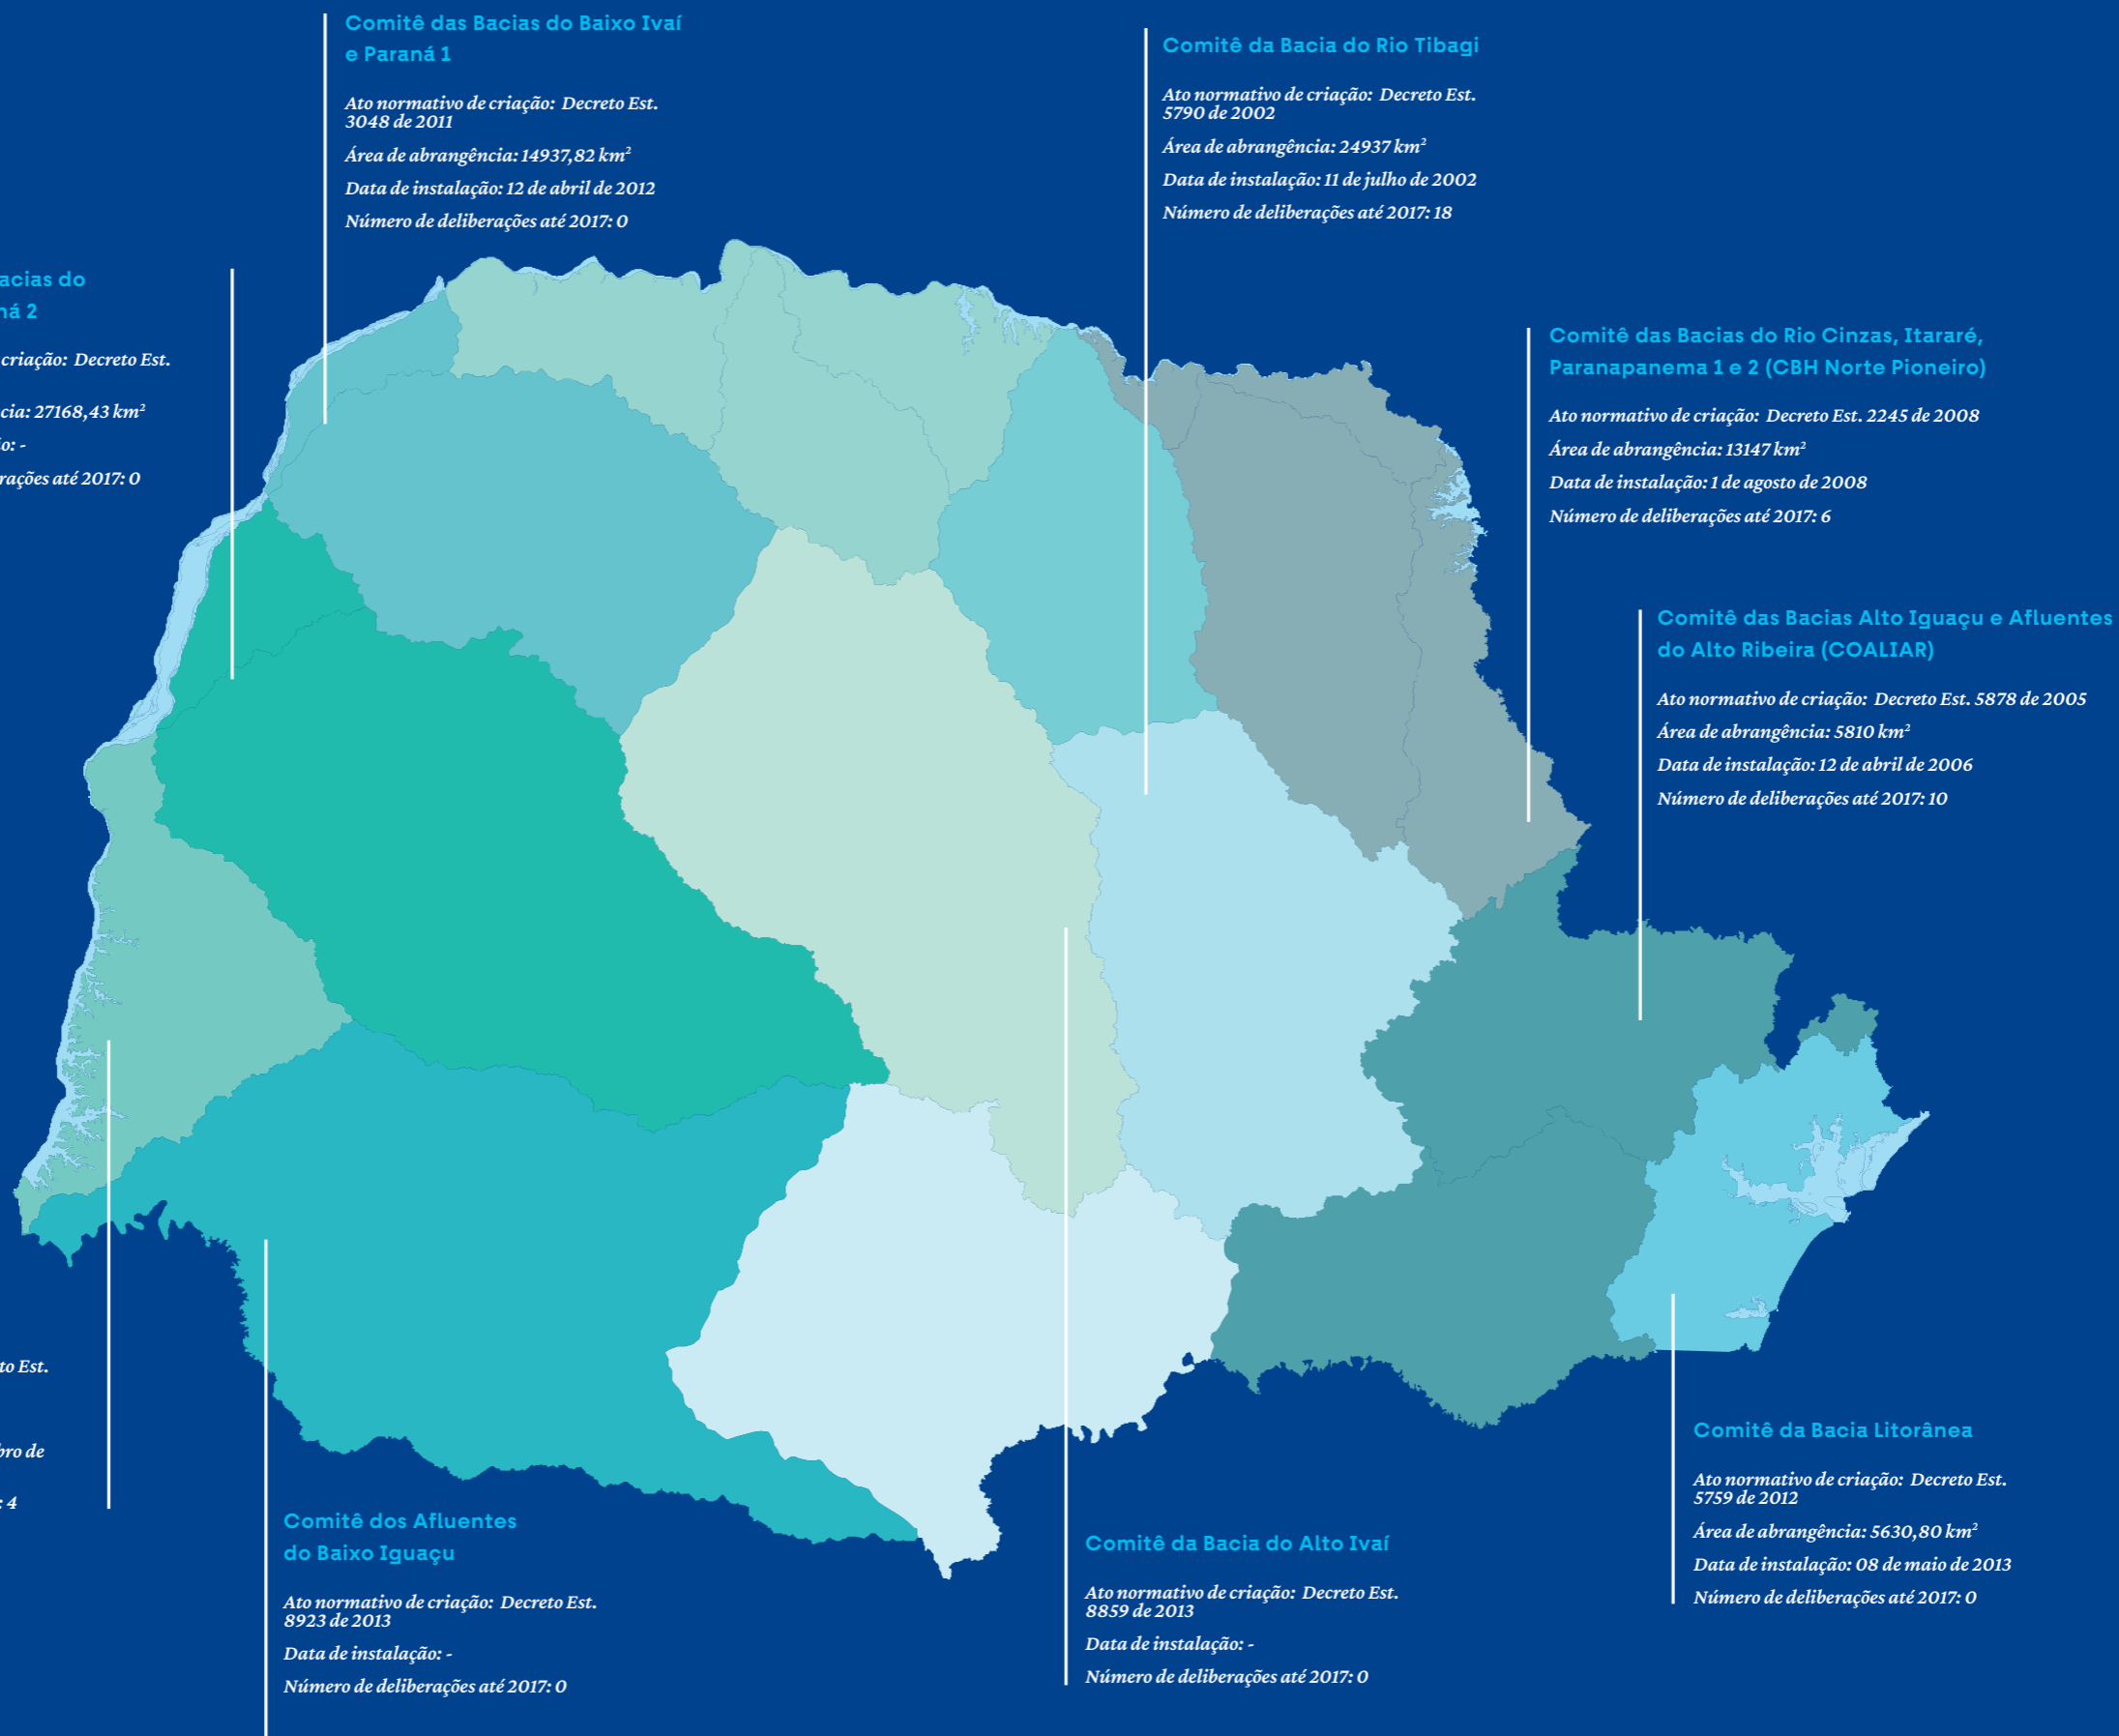 Comitê das Bacias do Baixo Ivaí
e Paraná 1
Ato normativo de criação: Decreto Est.
3048 de 2011
Área de abrangência: 14937,82 km²
Data de instalação: 12 de abril de 2012
Número de deliberações até 2017: 0
Comitê da Bacia do Rio Tibagi
Ato normativo de criação: Decreto Est.
5790 de 2002
Área de abrangência: 24937 km²
Data de instalação: 11 de julho de 2002
Número de deliberações até 2017: 18
acias do
ná 2
criação: Decreto Est.
cia: 27168,43 km²
o: -
rações até 2017: 0
Comitê das Bacias do Rio Cinzas, Itararé,
Paranapanema 1 e 2 (CBH Norte Pioneiro)
Ato normativo de criação: Decreto Est. 2245 de 2008
Área de abrangência: 13147 km²
Data de instalação: 1 de agosto de 2008
Número de deliberações até 2017: 6
Comitê das Bacias Alto Iguaçu e Afluentes
do Alto Ribeira (COALIAR)
Ato normativo de criação: Decreto Est. 5878 de 2005
Área de abrangência: 5810 km²
Data de instalação: 12 de abril de 2006
Número de deliberações até 2017: 10
to Est.
bro de
: 4
Comitê dos Afluentes
do Baixo Iguaçu
Ato normativo de criação: Decreto Est.
8923 de 2013
Data de instalação: -
Número de deliberações até 2017: 0
Comitê da Bacia do Alto Ivaí
Ato normativo de criação: Decreto Est.
8859 de 2013
Data de instalação: -
Número de deliberações até 2017: 0
Comitê da Bacia Litorânea
Ato normativo de criação: Decreto Est.
5759 de 2012
Área de abrangência: 5630,80 km²
Data de instalação: 08 de maio de 2013
Número de deliberações até 2017: 0